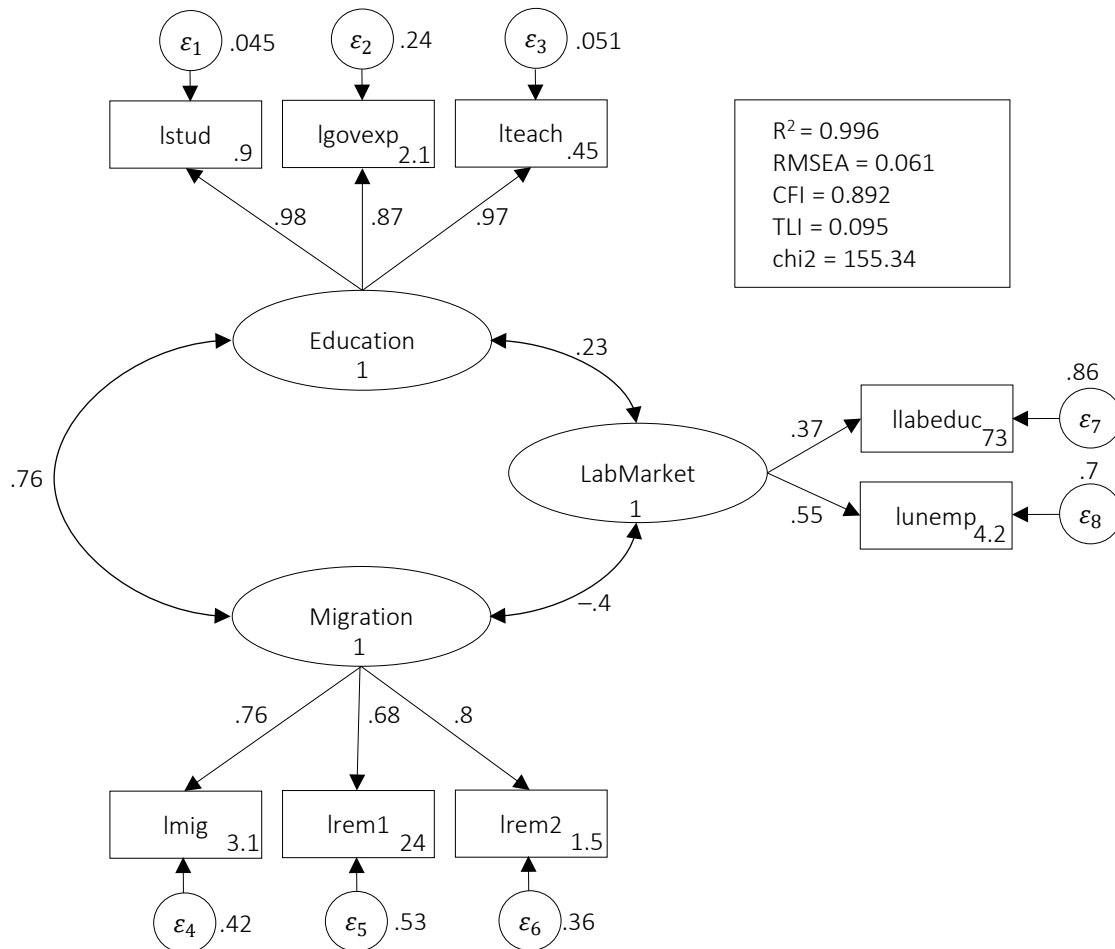 ε1 .045 ε2 .24 ε3 .051
lstud .9 lgovexp 2.1 lteach .45
R² = 0.996
RMSEA = 0.061
CFI = 0.892
TLI = 0.095
chi2 = 155.34
.98 .87 .97
Education
1
.23
.86
llabeduc 73 ε7
.37
.76
LabMarket
1
.7
.55
lunemp 4.2 ε8
Migration
1
–.4
.76 .68 .8
lmig 3.1 lrem1 24 lrem2 1.5
ε4 .42 ε5 .53 ε6 .36